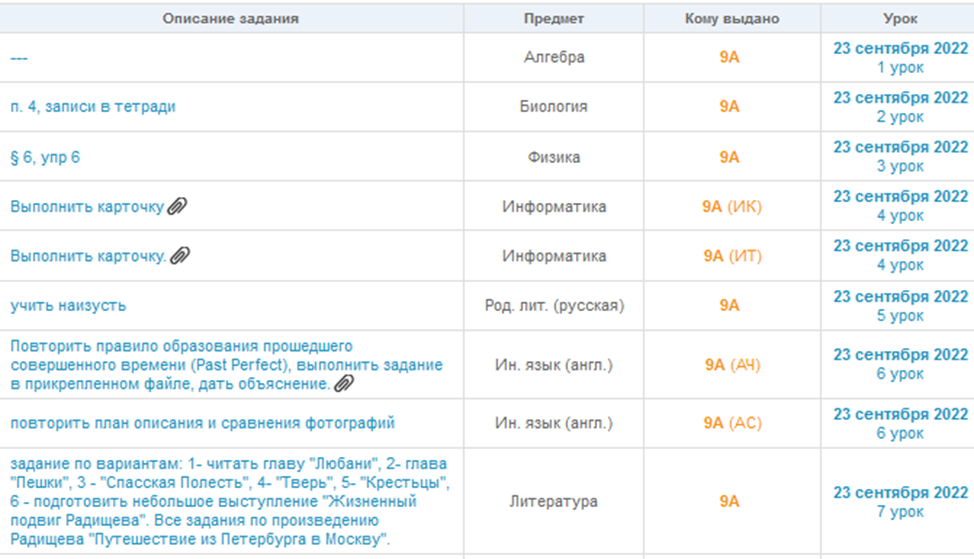 Описание задания Предмет Кому выдано Урок
--- Алгебра 9А 23 сентября 2022
1 урок
п. 4, записи в тетради Биология 9А 23 сентября 2022
2 урок
§ 6, упр 6 Физика 9А 23 сентября 2022
3 урок
Выполнить карточку Информатика 9А (ИК) 23 сентября 2022
4 урок
Выполнить карточку. Информатика 9А (ИТ) 23 сентября 2022
4 урок
учить наизусть Род. лит. (русская) 9А 23 сентября 2022
5 урок
Повторить правило образования прошедшего
совершенного времени (Past Perfect), выполнить задание
в прикрепленном файле, дать объяснение. Ин. язык (англ.) 9А (АЧ) 23 сентября 2022
6 урок
повторить план описания и сравнения фотографий Ин. язык (англ.) 9А (АС) 23 сентября 2022
6 урок
задание по вариантам: 1- читать главу "Любани", 2- глава
"Пешки", 3 - "Спасская Полесть", 4- "Тверь", 5- "Крестьцы",
6 - подготовить небольшое выступление "Жизненный
подвиг Радищева". Все задания по произведению
Радищева "Путешествие из Петербурга в Москву". Литература 9А 23 сентября 2022
7 урок